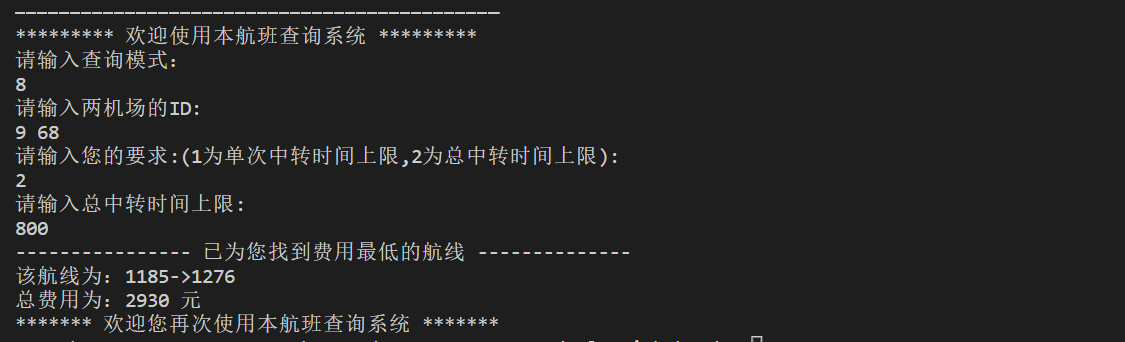 ********* 欢迎使用本航班查询系统 *********
请输入查询模式：
8
请输入两机场的ID:
9 68
请输入您的要求:(1为单次中转时间上限,2为总中转时间上限):
2
请输入总中转时间上限:
800
---------------- 已为您找到费用最低的航线 --------------
该航线为: 1185->1276
总费用为: 2930 元
******* 欢迎您再次使用本航班查询系统 *******